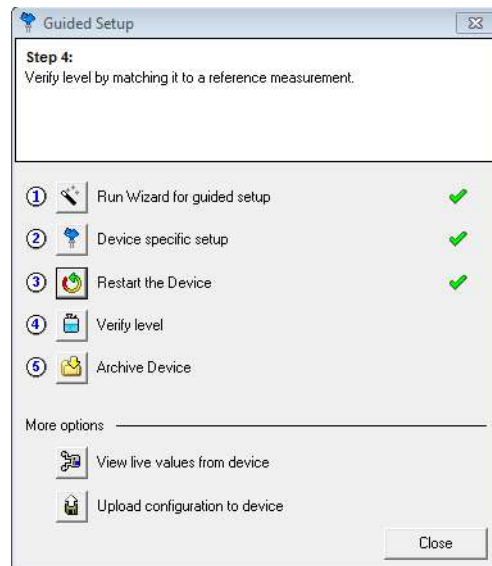 Guided Setup
Step 4:
Verify level by matching it to a reference measurement.
1 Run Wizard for guided setup
2 Device specific setup
3 Restart the Device
4 Verify level
5 Archive Device
More options
View live values from device
Upload configuration to device
Close